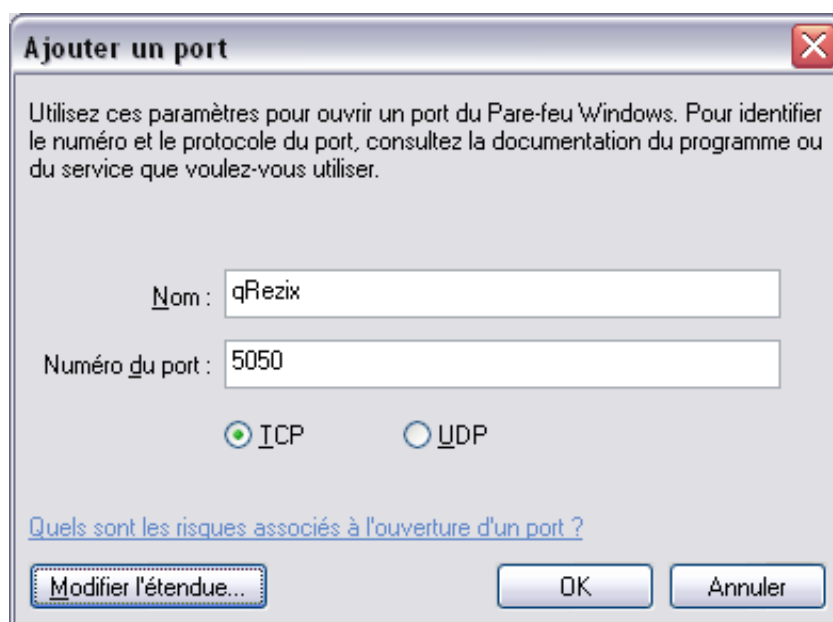 Ajouter un port
Utilisez ces paramètres pour ouvrir un port du Pare-feu Windows. Pour identifier
le numéro et le protocole du port, consultez la documentation du programme ou
du service que voulez-vous utiliser.
Nom : qRezix
Numéro du port : 5050
TCP UDP
Quels sont les risques associés à l'ouverture d'un port ?
Modifier l'étendue... OK Annuler